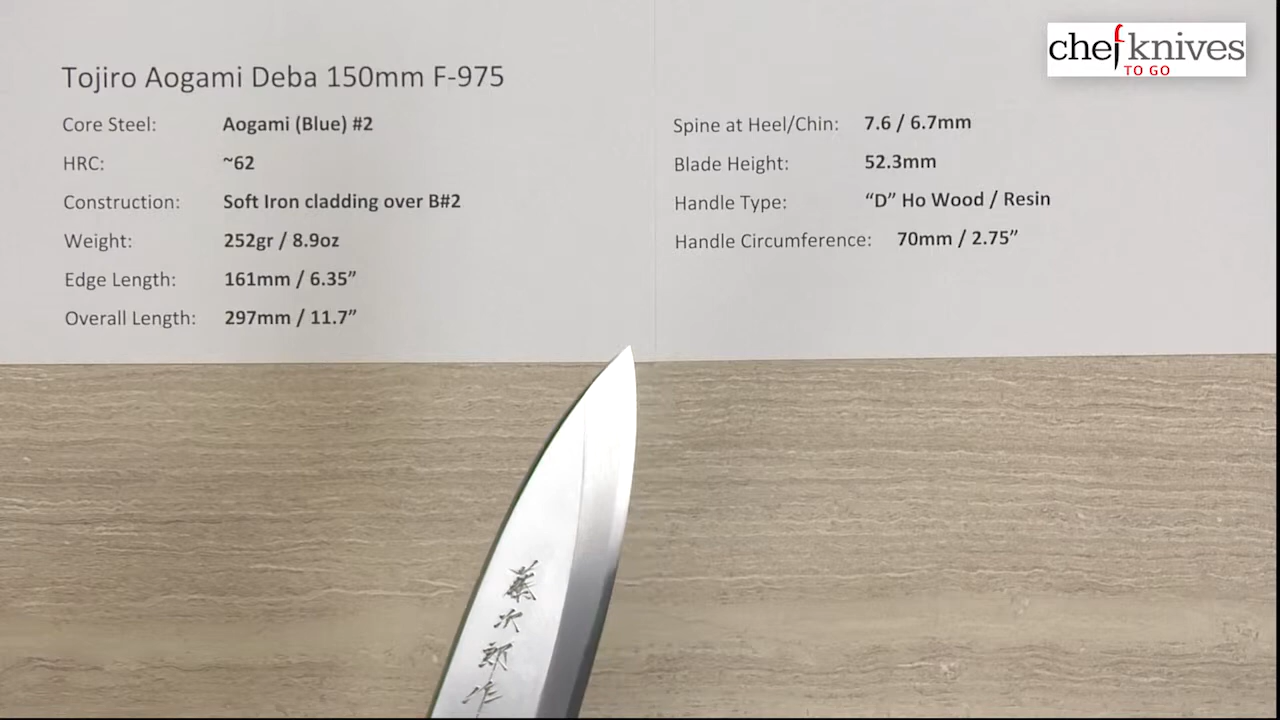 chefknives
TO GO
Tojiro Aogami Deba 150mm F-975
Core Steel: Aogami (Blue) #2
HRC: ~62
Construction: Soft Iron cladding over B#2
Weight: 252gr / 8.9oz
Edge Length: 161mm / 6.35”
Overall Length: 297mm / 11.7”
Spine at Heel/Chin: 7.6 / 6.7mm
Blade Height: 52.3mm
Handle Type: “D” Ho Wood / Resin
Handle Circumference: 70mm / 2.75”
藤次郎作